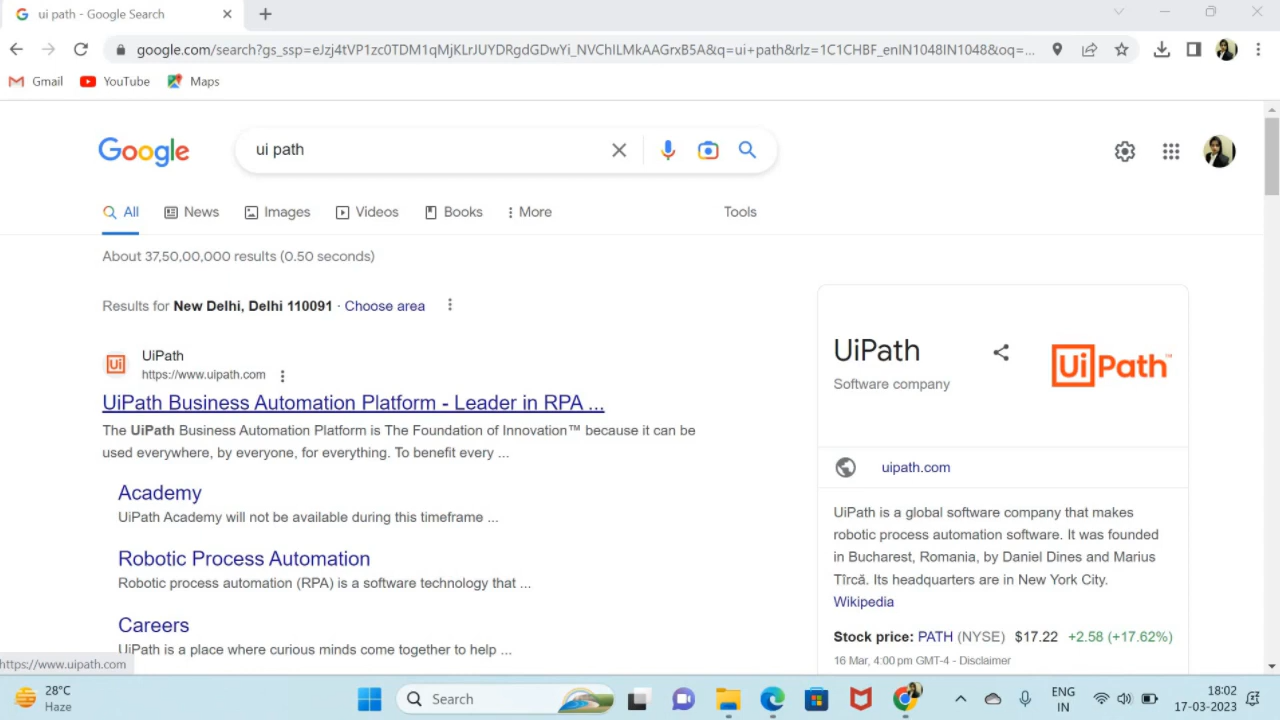 ui path - Google Search
google.com/search?gs_ssp=eJzj4tVP1zc0TDM1qMjKLrJUYDRgdGDwYi_NVChILMkAAGrxB5A&q=ui+path&rlz=1C1CHBF_enIN1048IN1048&oq=...
Gmail YouTube Maps
Google ui path
All News Images Videos Books More Tools
About 37,50,00,000 results (0.50 seconds)
Results for New Delhi, Delhi 110091 · Choose area
Ui UiPath
https://www.uipath.com
UiPath Business Automation Platform - Leader in RPA ...
The UiPath Business Automation Platform is The Foundation of Innovation™ because it can be
used everywhere, by everyone, for everything. To benefit every ...
Academy
UiPath Academy will not be available during this timeframe ...
Robotic Process Automation
Robotic process automation (RPA) is a software technology that ...
Careers
UiPath is a place where curious minds come together to help ...
UiPath
Software company
UiPath™
uipath.com
UiPath is a global software company that makes
robotic process automation software. It was founded
in Bucharest, Romania, by Daniel Dines and Marius
Tîrcă. Its headquarters are in New York City.
Wikipedia
Stock price: PATH (NYSE) $17.22 +2.58 (+17.62%)
16 Mar, 4:00 pm GMT-4 - Disclaimer
https://www.uipath.com
28°C
Haze
Search
ENG
IN
18:02
17-03-2023